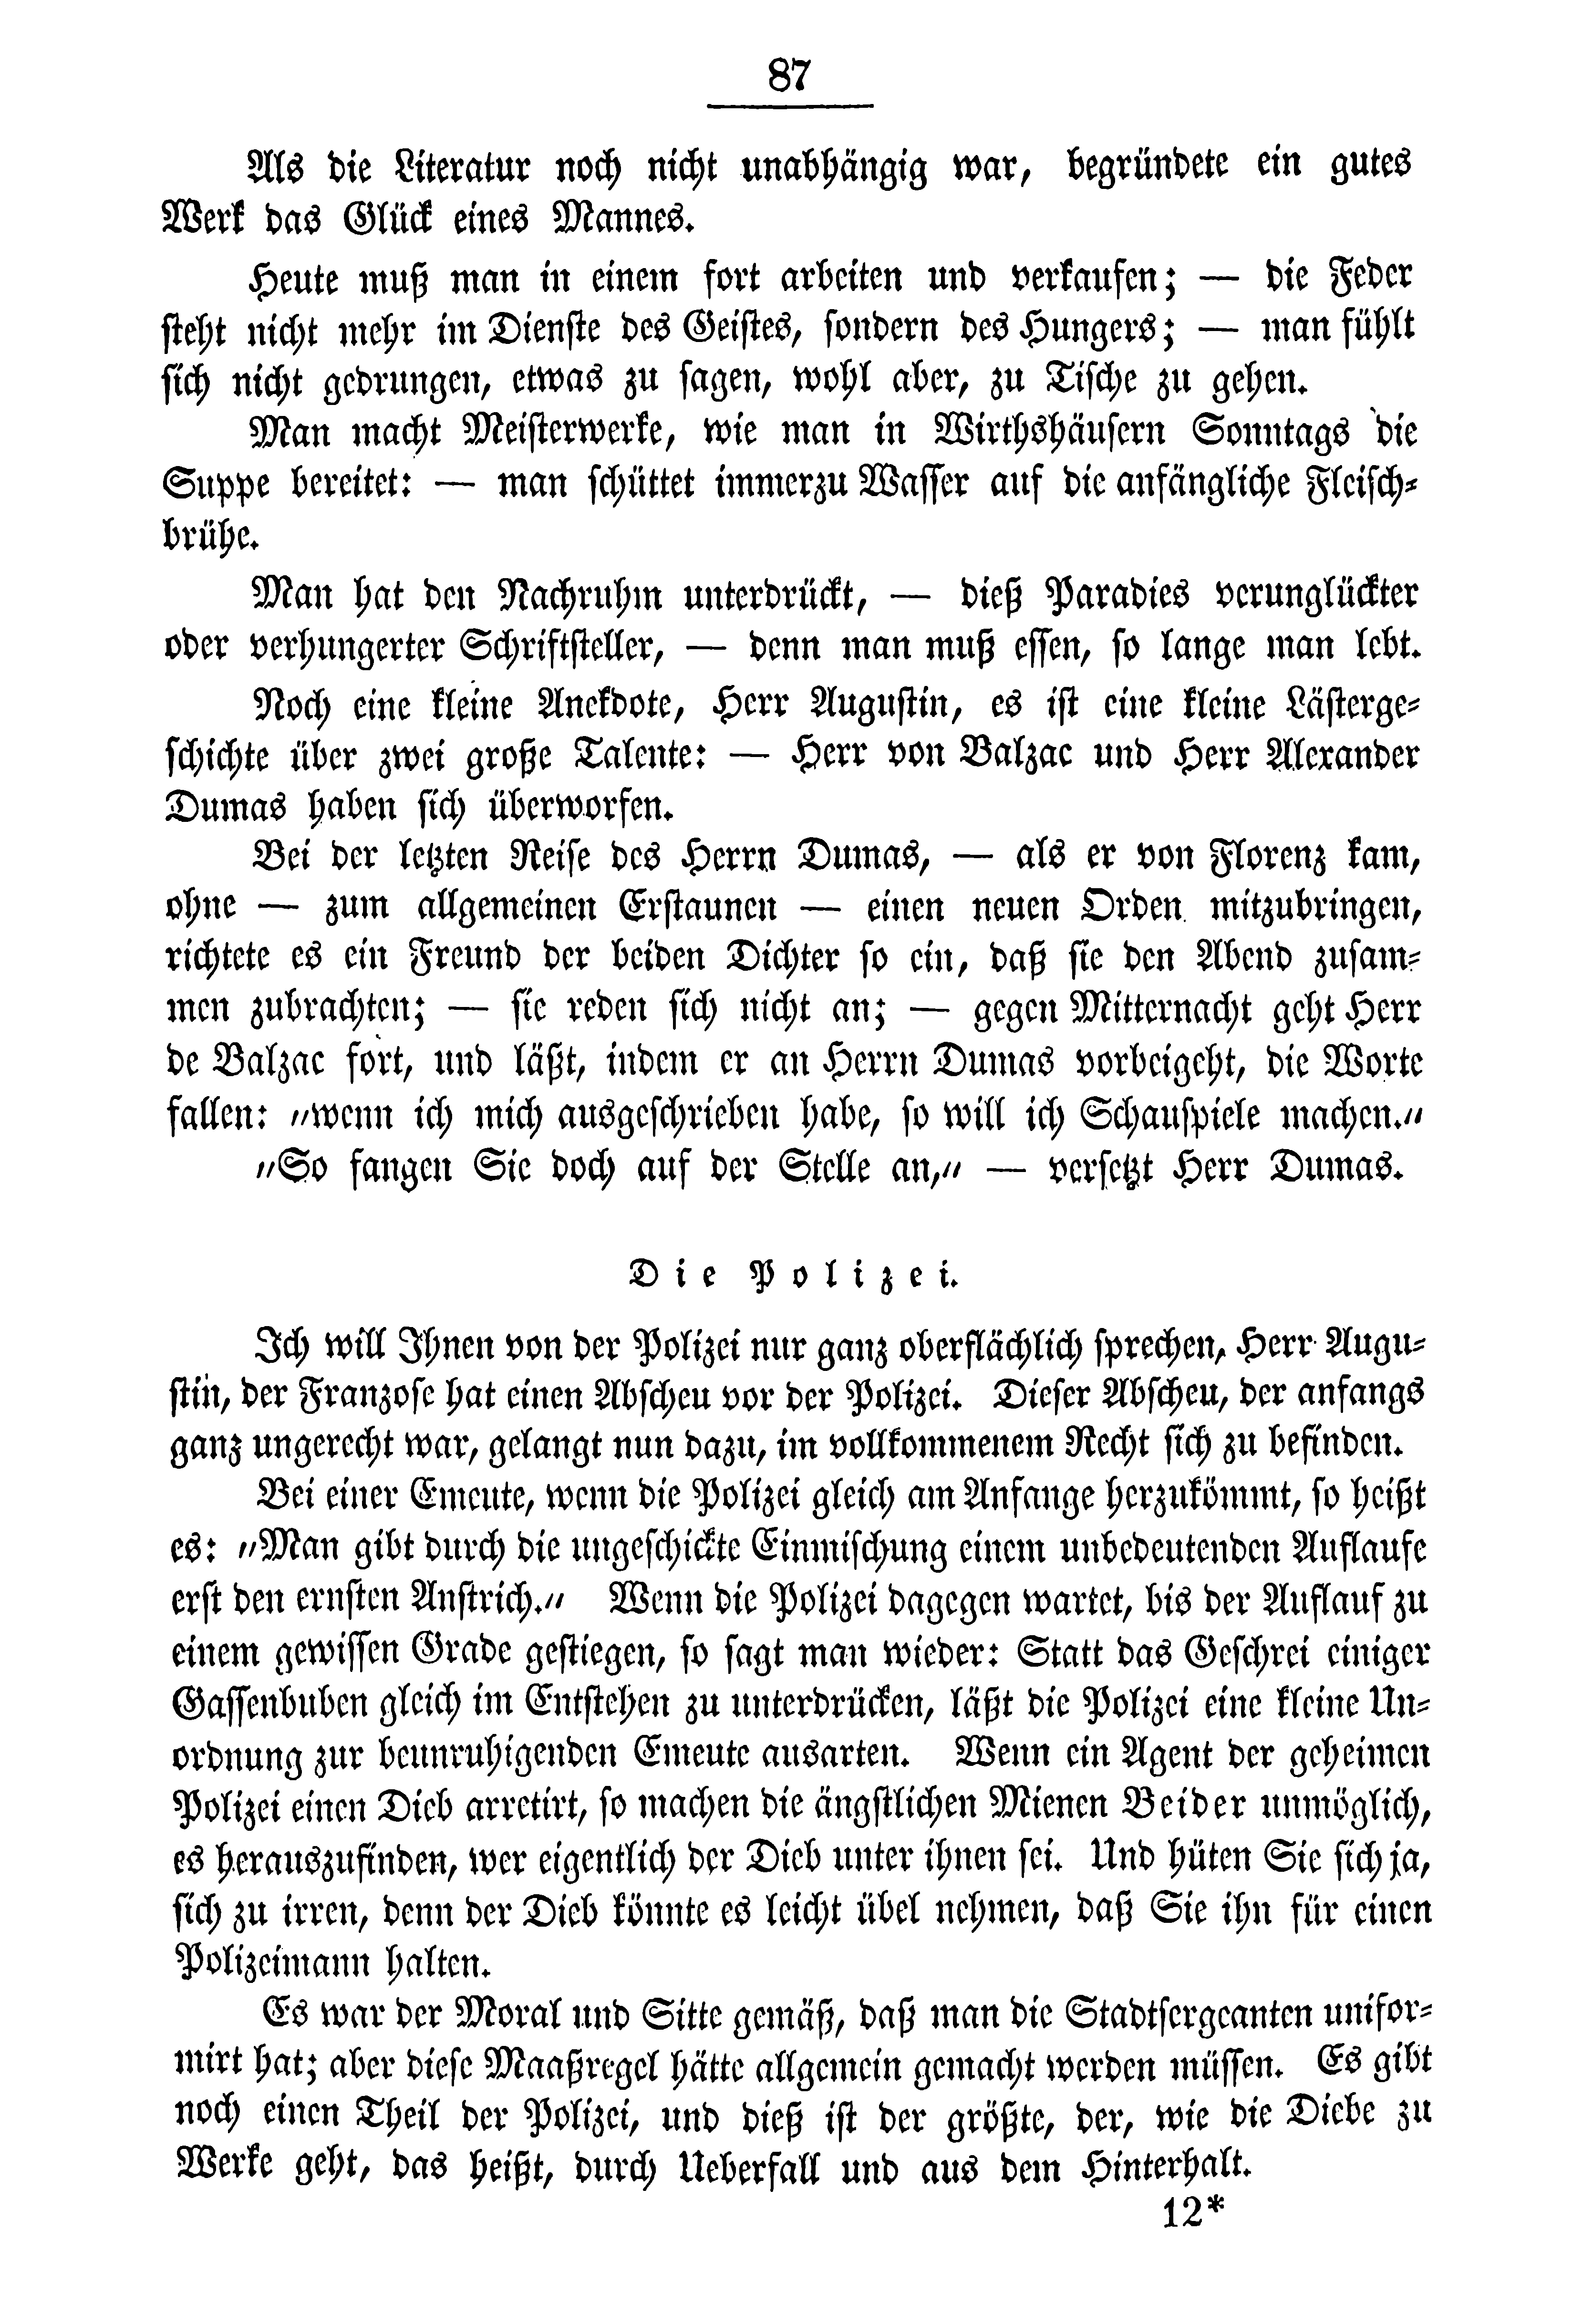 87
Als die Literatur noch nicht unabhängig war, begründete ein gutes
Werk das Glück eines Mannes.
Heute muß man in einem fort arbeiten und verkaufen; — die Feder
steht nicht mehr im Dienste des Geistes, sondern des Hungers; — man fühlt
sich nicht gedrungen, etwas zu sagen, wohl aber, zu Tische zu gehen.
Man macht Meisterwerke, wie man in Wirthshäusern Sonntags die
Suppe bereitet: — man schüttet immerzu Wasser auf die anfängliche Fleisch-
brühe.
Man hat den Nachruhm unterdrückt, — dieß Paradies verunglückter
oder verhungerter Schriftsteller, — denn man muß essen, so lange man lebt.
Noch eine kleine Anekdote, Herr Augustin, es ist eine kleine Lästerge-
schichte über zwei große Talente: — Herr von Balzac und Herr Alexander
Dumas haben sich überworfen.
Bei der letzten Reise des Herrn Dumas, — als er von Florenz kam,
ohne — zum allgemeinen Erstaunen — einen neuen Orden mitzubringen,
richtete es ein Freund der beiden Dichter so ein, daß sie den Abend zusam-
men zubrachten; — sie reden sich nicht an; — gegen Mitternacht geht Herr
de Balzac fort, und läßt, indem er an Herrn Dumas vorbeigeht, die Worte
fallen: „wenn ich mich ausgeschrieben habe, so will ich Schauspiele machen.“
„So fangen Sie doch auf der Stelle an,“ — versetzt Herr Dumas.
Die Polizei.
Ich will Ihnen von der Polizei nur ganz oberflächlich sprechen, Herr Augu-
stin, der Franzose hat einen Abscheu vor der Polizei. Dieser Abscheu, der anfangs
ganz ungerecht war, gelangt nun dazu, im vollkommenem Recht sich zu befinden.
Bei einer Emeute, wenn die Polizei gleich am Anfange herzukömmt, so heißt
es: „Man gibt durch die ungeschickte Einmischung einem unbedeutenden Auflaufe
erst den ernsten Anstrich.“ Wenn die Polizei dagegen wartet, bis der Auflauf zu
einem gewissen Grade gestiegen, so sagt man wieder: Statt das Geschrei einiger
Gassenbuben gleich im Entstehen zu unterdrücken, läßt die Polizei eine kleine Un-
ordnung zur beunruhigenden Emeute ausarten. Wenn ein Agent der geheimen
Polizei einen Dieb arretirt, so machen die ängstlichen Mienen Beider unmöglich,
es herauszufinden, wer eigentlich der Dieb unter ihnen sei. Und hüten Sie sich ja,
sich zu irren, denn der Dieb könnte es leicht übel nehmen, daß Sie ihn für einen
Polizeimann halten.
Es war der Moral und Sitte gemäß, daß man die Stadtsergeanten unifor-
mirt hat; aber diese Maaßregel hätte allgemein gemacht werden müssen. Es gibt
noch einen Theil der Polizei, und dieß ist der größte, der, wie die Diebe zu
Werke geht, das heißt, durch Ueberfall und aus dem Hinterhalt.
12*